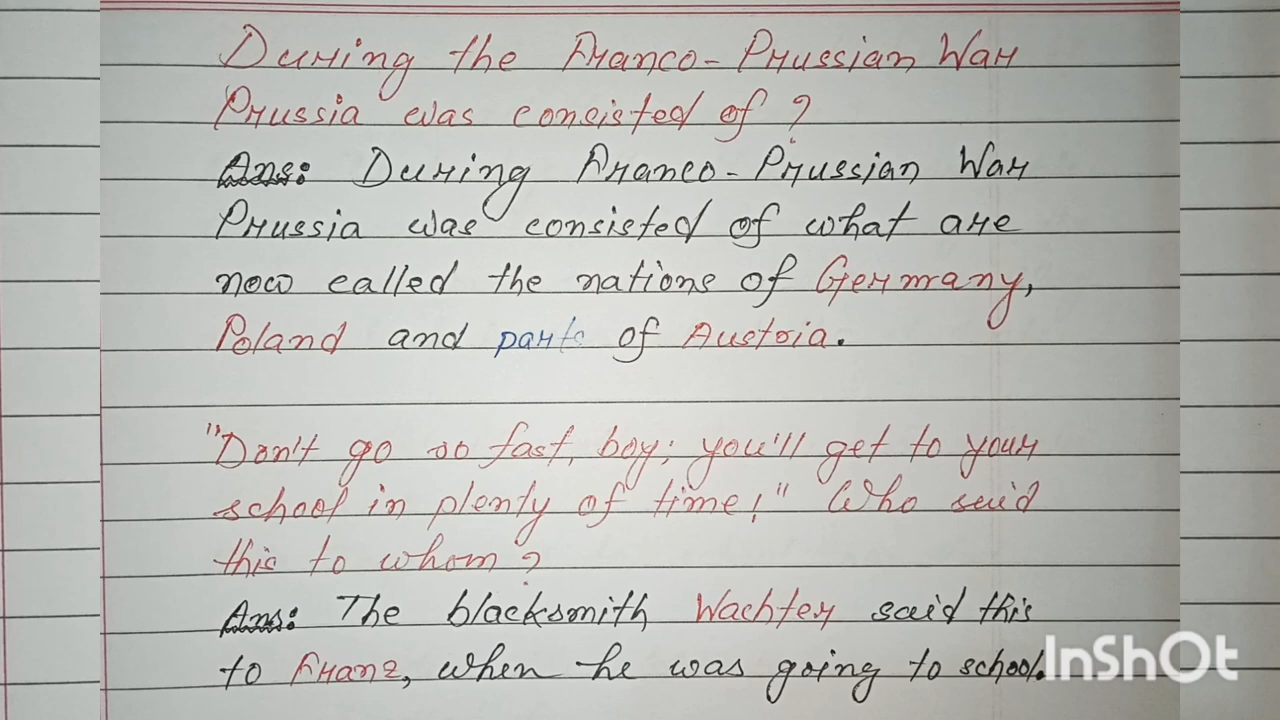 During the Franco-Prussian War
Prussia was consisted of ?
Ans: During Franco-Prussian War
Prussia was consisted of what are
now called the nations of Germany,
Poland and parts of Austria.
"Don't go so fast, boy; you'll get to your
school in plenty of time!" Who said
this to whom?
Ans: The blacksmith Wachter said this
to Franz, when he was going to school.
InShOt